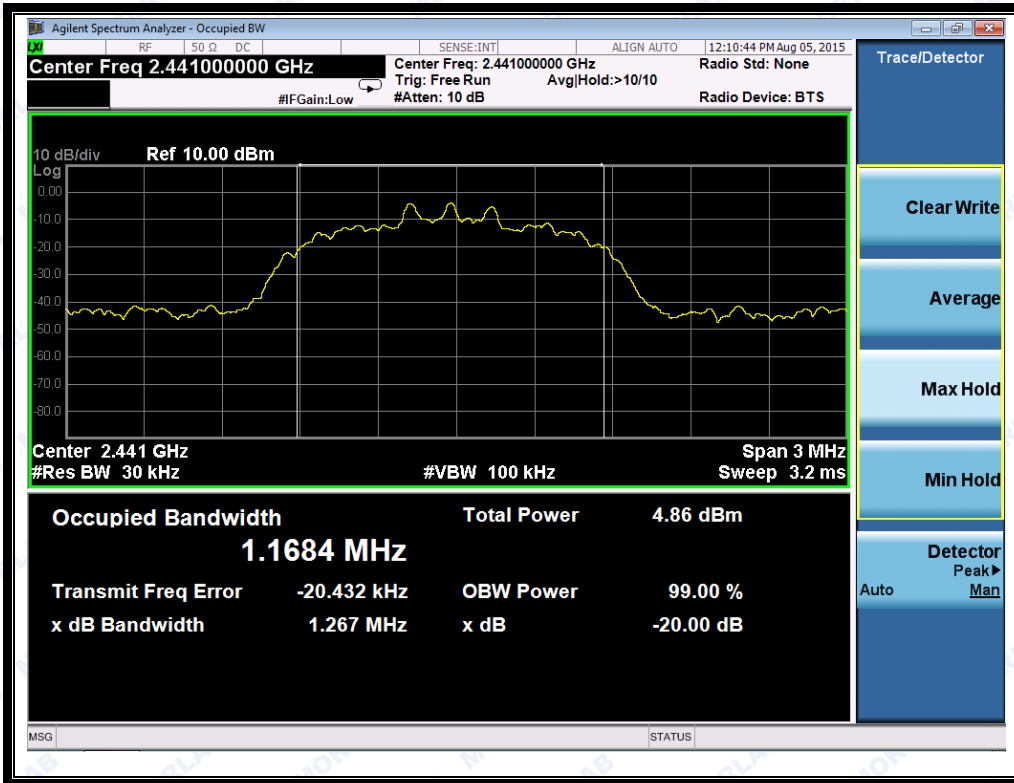 Agilent Spectrum Analyzer - Occupied BW
LXI RF 50 Ω DC SENSE:INT ALIGN AUTO 12:10:44 PM Aug 05, 2015
Center Freq 2.441000000 GHz
Center Freq: 2.441000000 GHz
Radio Std: None
Trig: Free Run Avg|Hold:>10/10
#IFGain:Low
#Atten: 10 dB
Radio Device: BTS
10 dB/div Ref 10.00 dBm
Log
0.00
-10.0
-20.0
-30.0
-40.0
-50.0
-60.0
-70.0
-80.0
Center 2.441 GHz Span 3 MHz
#Res BW 30 kHz #VBW 100 kHz Sweep 3.2 ms
Occupied Bandwidth Total Power 4.86 dBm
1.1684 MHz
Transmit Freq Error -20.432 kHz OBW Power 99.00 %
x dB Bandwidth 1.267 MHz x dB -20.00 dB
MSG STATUS
Trace/Detector
Clear Write
Average
Max Hold
Min Hold
Detector
Peak▶
Auto Man